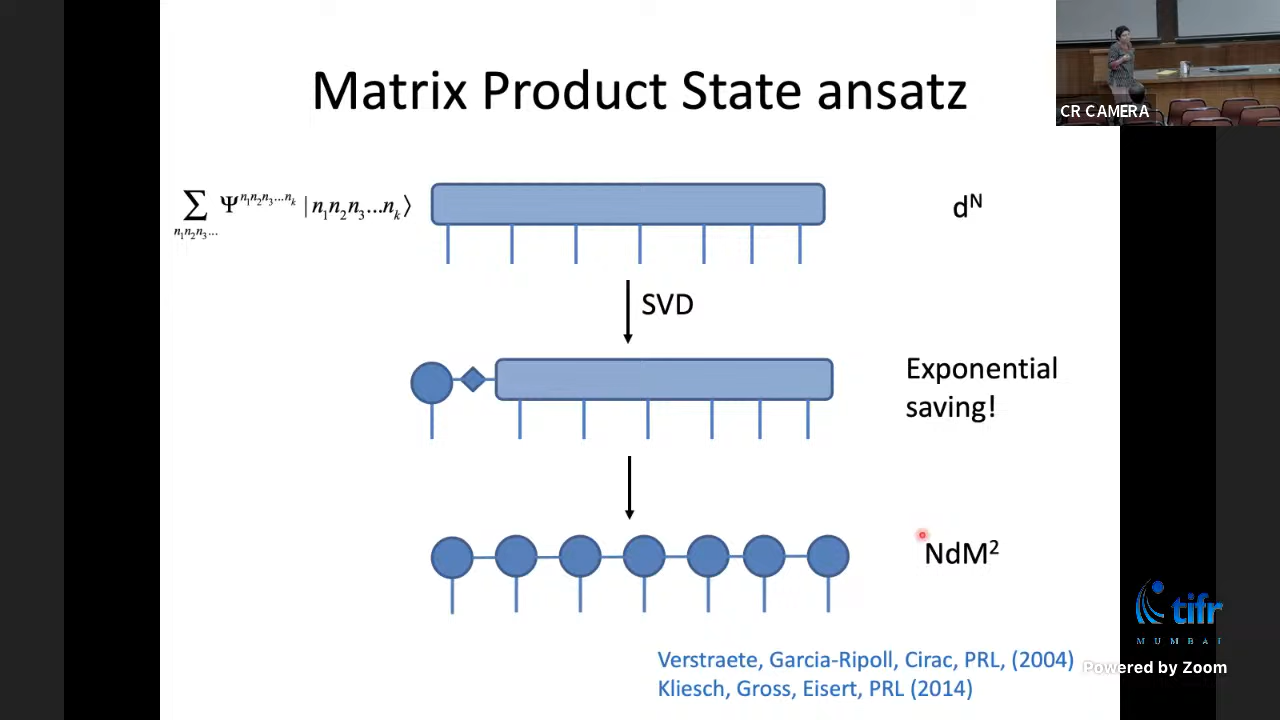 Matrix Product State ansatz
CR CAMERA
∑ Ψ^{n₁n₂n₃...nₖ} |n₁n₂n₃...nₖ⟩
n₁n₂n₃...
d^N
SVD
Exponential
saving!
NdM²
Verstraete, Garcia-Ripoll, Cirac, PRL, (2004)
Kliesch, Gross, Eisert, PRL (2014)
tifr
MUMBAI
Powered by Zoom